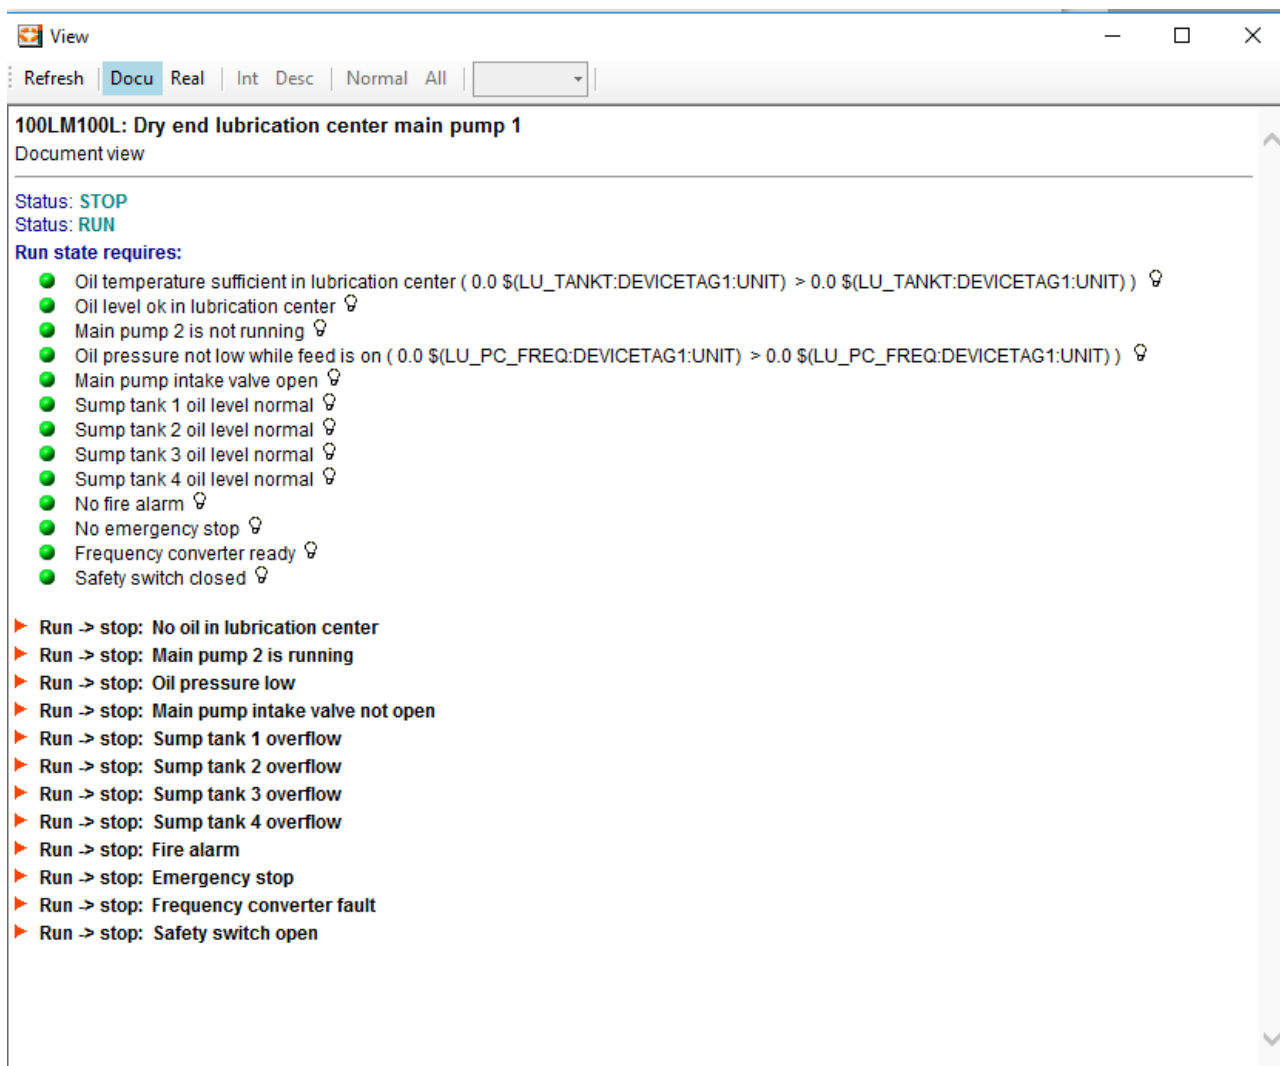 View
Refresh Docu Real Int Desc Normal All
100LM100L: Dry end lubrication center main pump 1
Document view
Status: STOP
Status: RUN
Run state requires:
Oil temperature sufficient in lubrication center ( 0.0 $(LU_TANKT:DEVICETAG1:UNIT) > 0.0 $(LU_TANKT:DEVICETAG1:UNIT) )
Oil level ok in lubrication center
Main pump 2 is not running
Oil pressure not low while feed is on ( 0.0 $(LU_PC_FREQ:DEVICETAG1:UNIT) > 0.0 $(LU_PC_FREQ:DEVICETAG1:UNIT) )
Main pump intake valve open
Sump tank 1 oil level normal
Sump tank 2 oil level normal
Sump tank 3 oil level normal
Sump tank 4 oil level normal
No fire alarm
No emergency stop
Frequency converter ready
Safety switch closed
Run -> stop: No oil in lubrication center
Run -> stop: Main pump 2 is running
Run -> stop: Oil pressure low
Run -> stop: Main pump intake valve not open
Run -> stop: Sump tank 1 overflow
Run -> stop: Sump tank 2 overflow
Run -> stop: Sump tank 3 overflow
Run -> stop: Sump tank 4 overflow
Run -> stop: Fire alarm
Run -> stop: Emergency stop
Run -> stop: Frequency converter fault
Run -> stop: Safety switch open